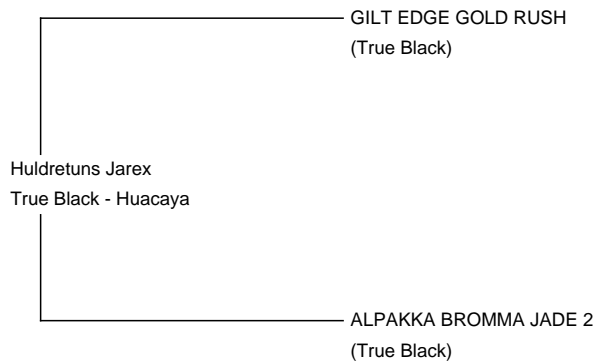 GILT EDGE GOLD RUSH
(True Black)
Huldretuns Jarex
True Black - Huacaya
ALPAKKA BROMMA JADE 2
(True Black)